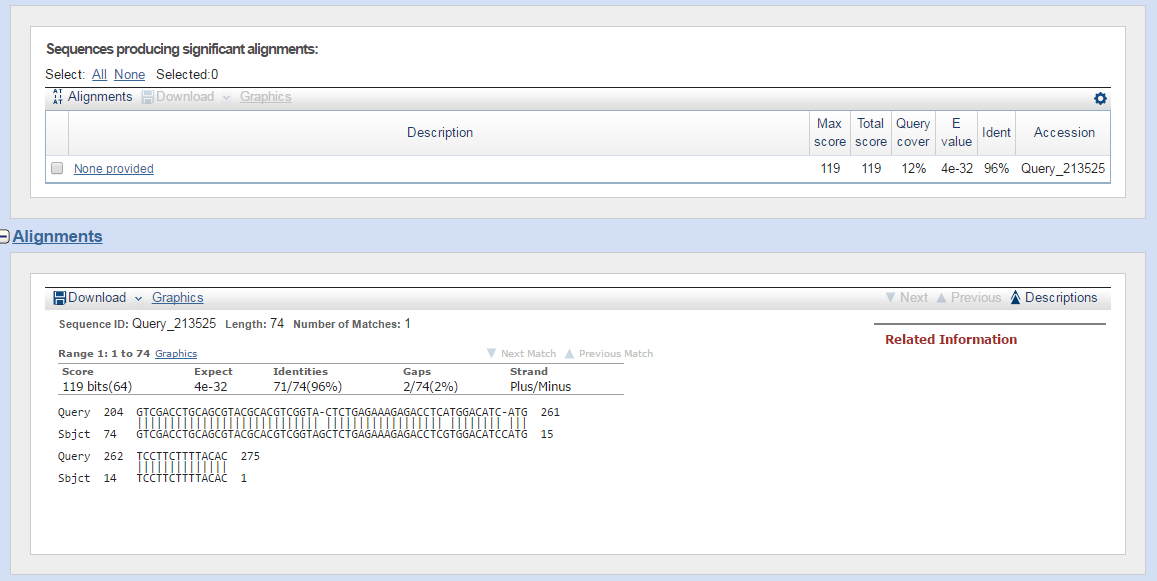 Sequences producing significant alignments:
Select: All None Selected:0
Alignments Download Graphics
Description Max score Total score Query cover E value Ident Accession
None provided 119 119 12% 4e-32 96% Query_213525
Alignments
Download Graphics Next Previous Descriptions
Sequence ID: Query_213525 Length: 74 Number of Matches: 1
Related Information
Range 1: 1 to 74 Graphics Next Match Previous Match
Score Expect Identities Gaps Strand
119 bits(64) 4e-32 71/74(96%) 2/74(2%) Plus/Minus
Query 204 GTCGACCTGCAGCGTACGCACGTCGGTA-CTCTGAGAAAGAGACCTCATGGACATC-ATG 261
Sbjct 74 GTCGACCTGCAGCGTACGCACGTCGGTAGCTCTGAGAAAGAGACCTCGTGGACATCCATG 15
Query 262 TCCTTCTTTTACAC 275
Sbjct 14 TCCTTCTTTTACAC 1